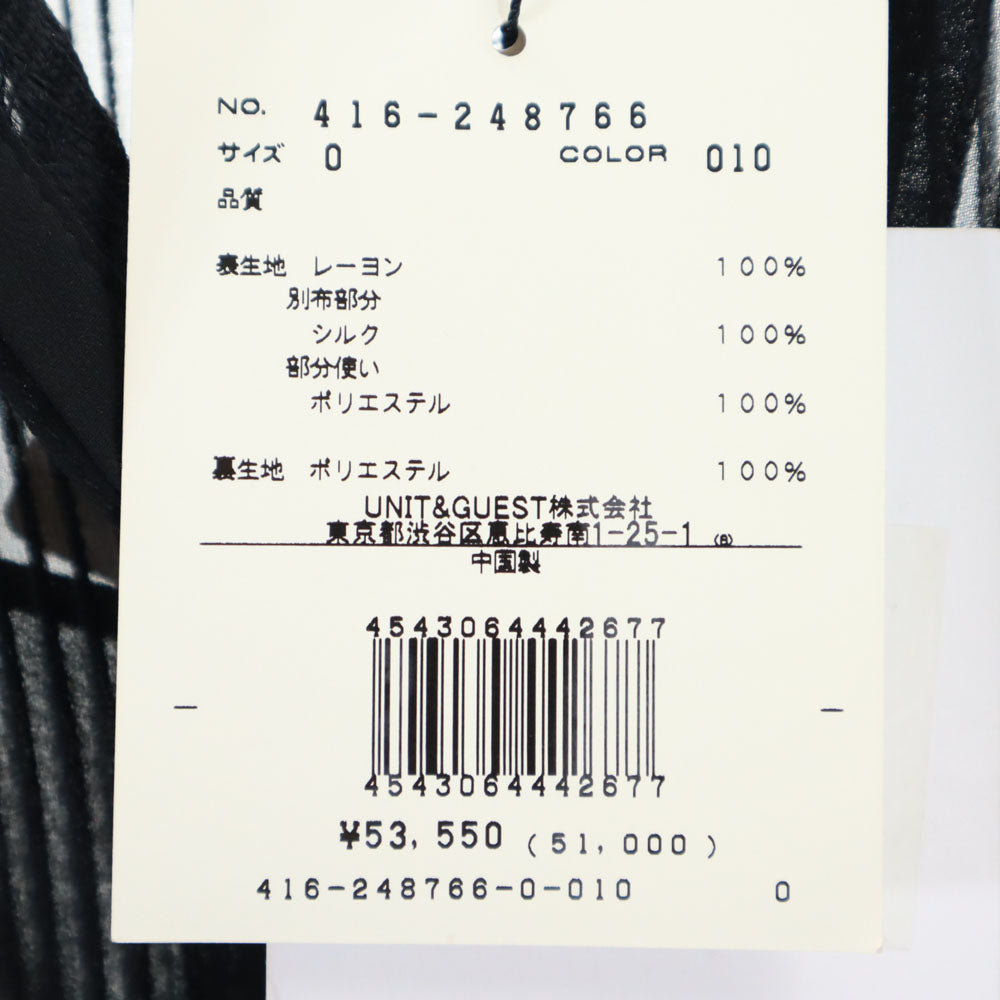 NO. 416-248766
サイズ 0 COLOR 010
品質
表生地 レーヨン 100%
別布部分
シルク 100%
部分使い
ポリエステル 100%
裏生地 ポリエステル 100%
UNIT&GUEST株式会社
東京都渋谷区恵比寿南1-25-1 (B)
中国製
4543064442677
4543064442677
¥53,550 (51,000)
416-248766-0-010 0